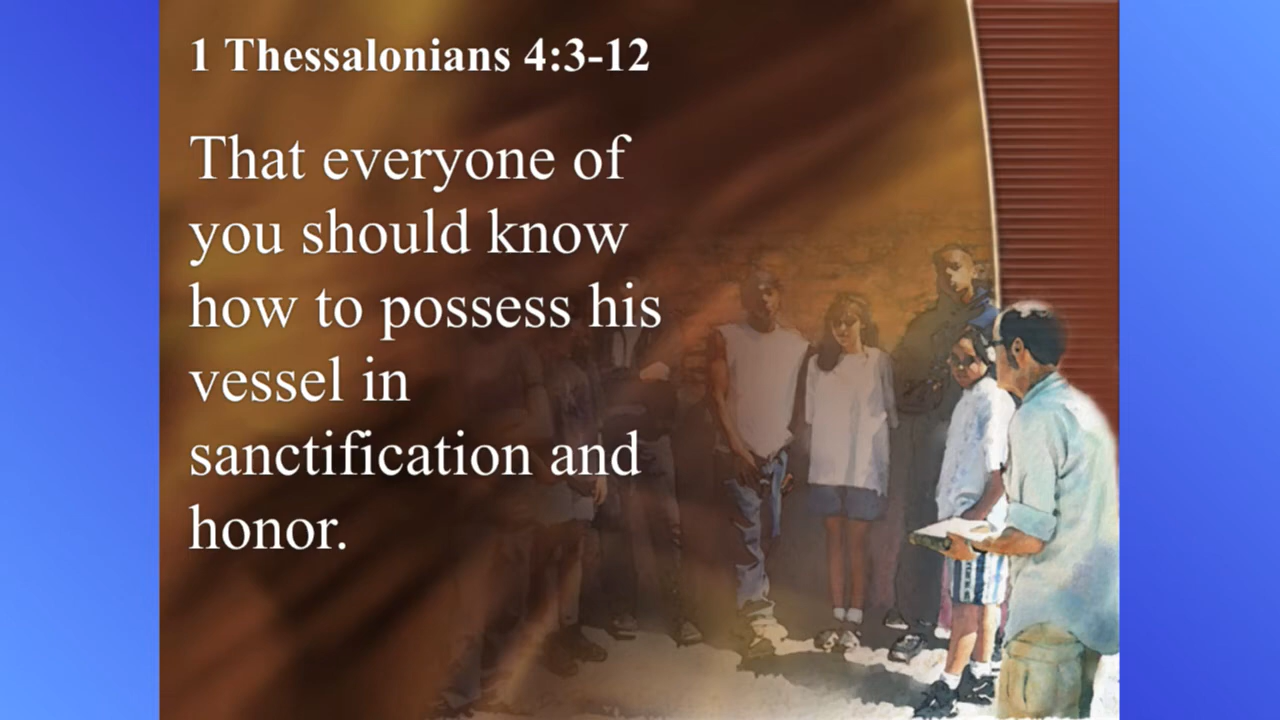 1 Thessalonians 4:3-12
That everyone of
you should know
how to possess his
vessel in
sanctification and
honor.